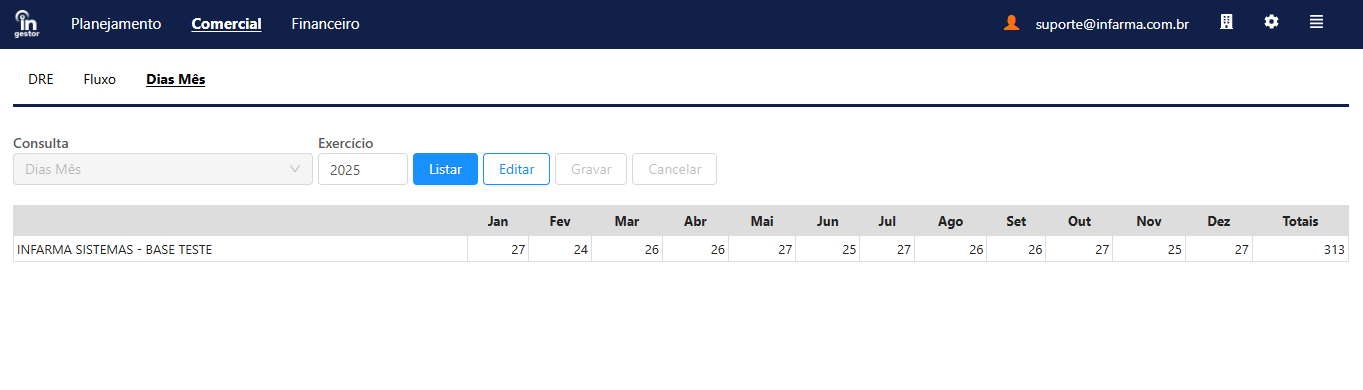 in gestor Planejamento Comercial Financeiro suporte@infarma.com.br
DRE Fluxo Dias Mês
Consulta Exercício
Dias Mês 2025 Listar Editar Gravar Cancelar
Jan Fev Mar Abr Mai Jun Jul Ago Set Out Nov Dez Totais
INFARMA SISTEMAS - BASE TESTE 27 24 26 26 27 25 27 26 26 27 25 27 313